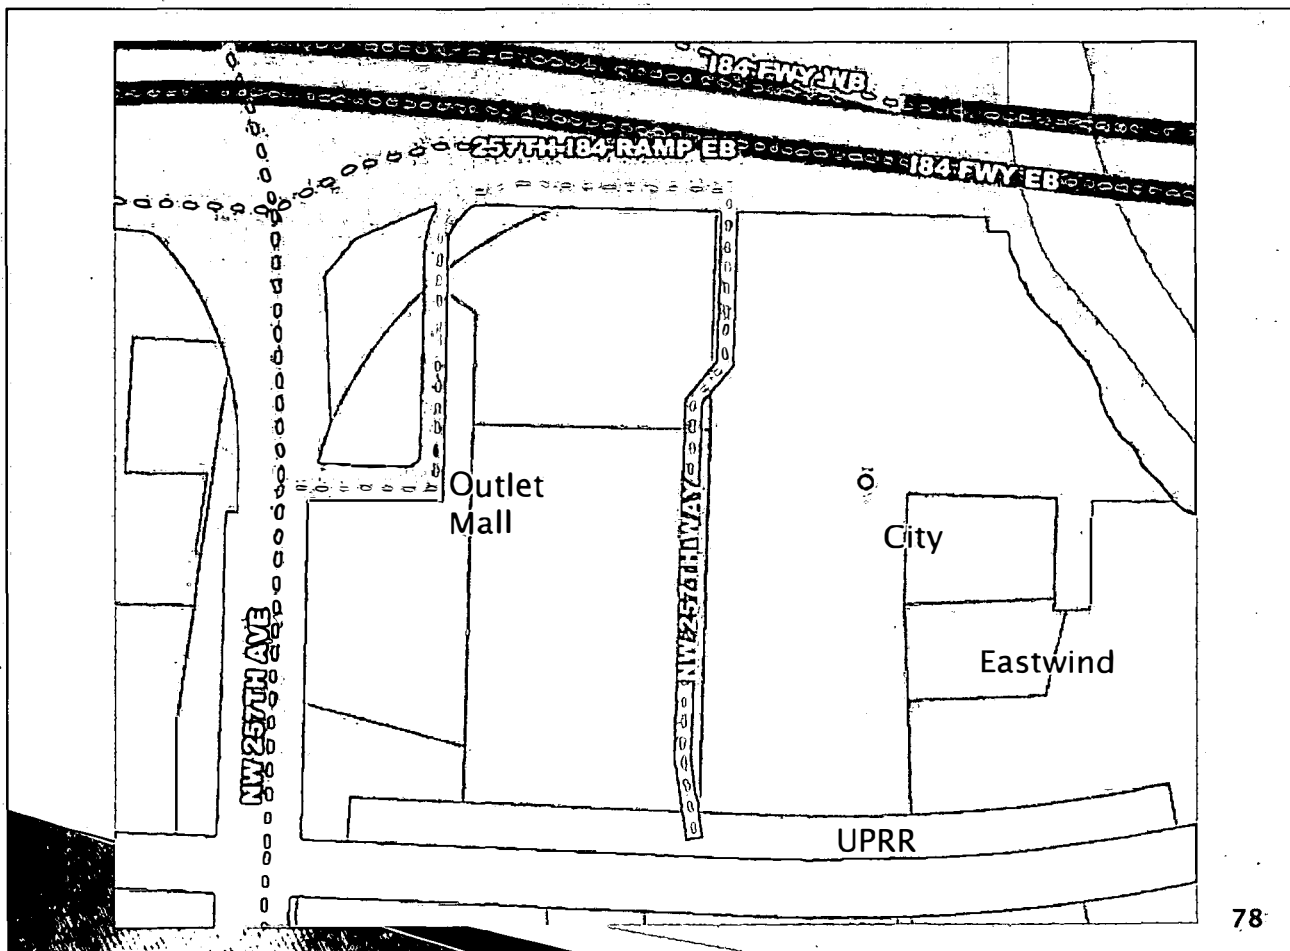 I84 FWY WB
257TH-I84 RAMP EB
I84 FWY EB
Outlet
Mall
City
NW 257TH WAY
NW 257TH AVE
Eastwind
UPRR
78